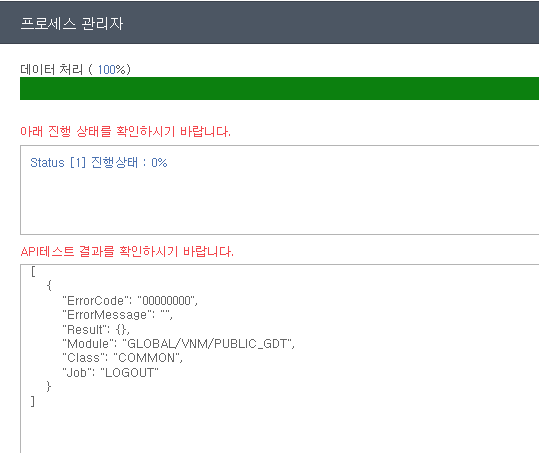 프로세스 관리자
데이터 처리 ( 100%)
아래 진행 상태를 확인하시기 바랍니다.
Status [1] 진행상태 : 0%
API테스트 결과를 확인하시기 바랍니다.
[
{
"ErrorCode": "00000000",
"ErrorMessage": "",
"Result": {},
"Module": "GLOBAL/VNM/PUBLIC_GDT",
"Class": "COMMON",
"Job": "LOGOUT"
}
]